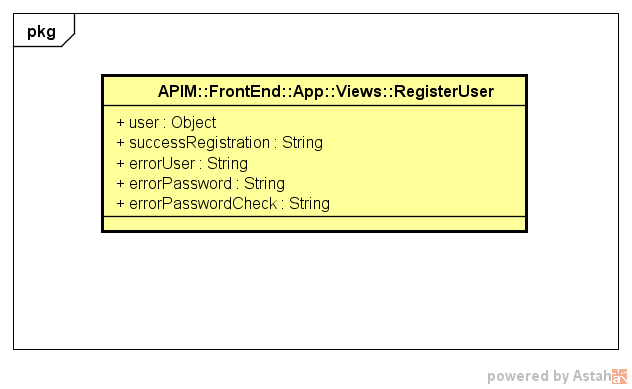 pkg
APIM::FrontEnd::App::Views::RegisterUser
+ user : Object
+ successRegistration : String
+ errorUser : String
+ errorPassword : String
+ errorPasswordCheck : String
powered by Astah